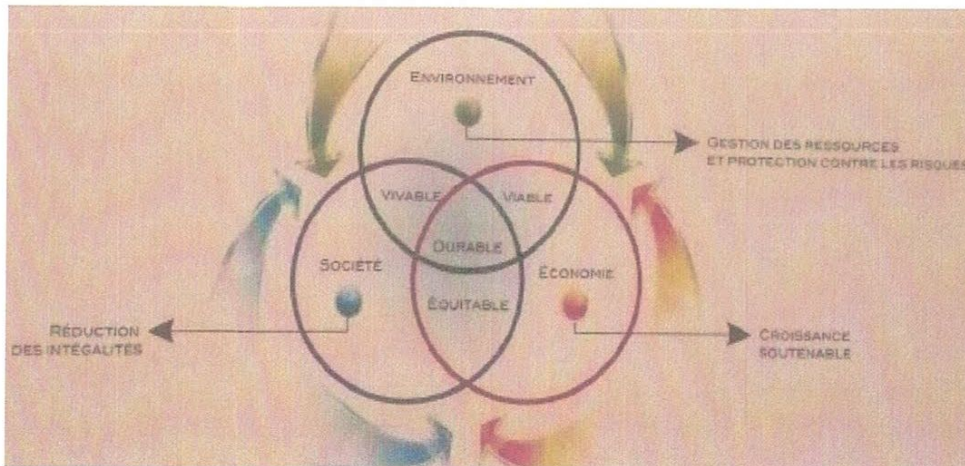 ENVIRONNEMENT
GESTION DES RESSOURCES
ET PROTECTION CONTRE LES RISQUES
VIVABLE
VIABLE
DURABLE
SOCIÉTÉ
ÉCONOMIE
ÉQUITABLE
RÉDUCTION
DES INTÉGALITÉS
CROISSANCE
SOUTENABLE